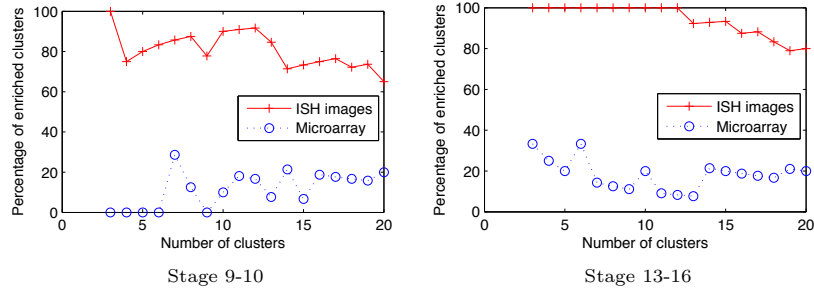 Percentage of enriched clusters
100
80
60
40
20
0
ISH images
Microarray
0 5 10 15 20
Number of clusters
Stage 9-10
Percentage of enriched clusters
100
80
60
40
20
0
ISH images
Microarray
0 5 10 15 20
Number of clusters
Stage 13-16